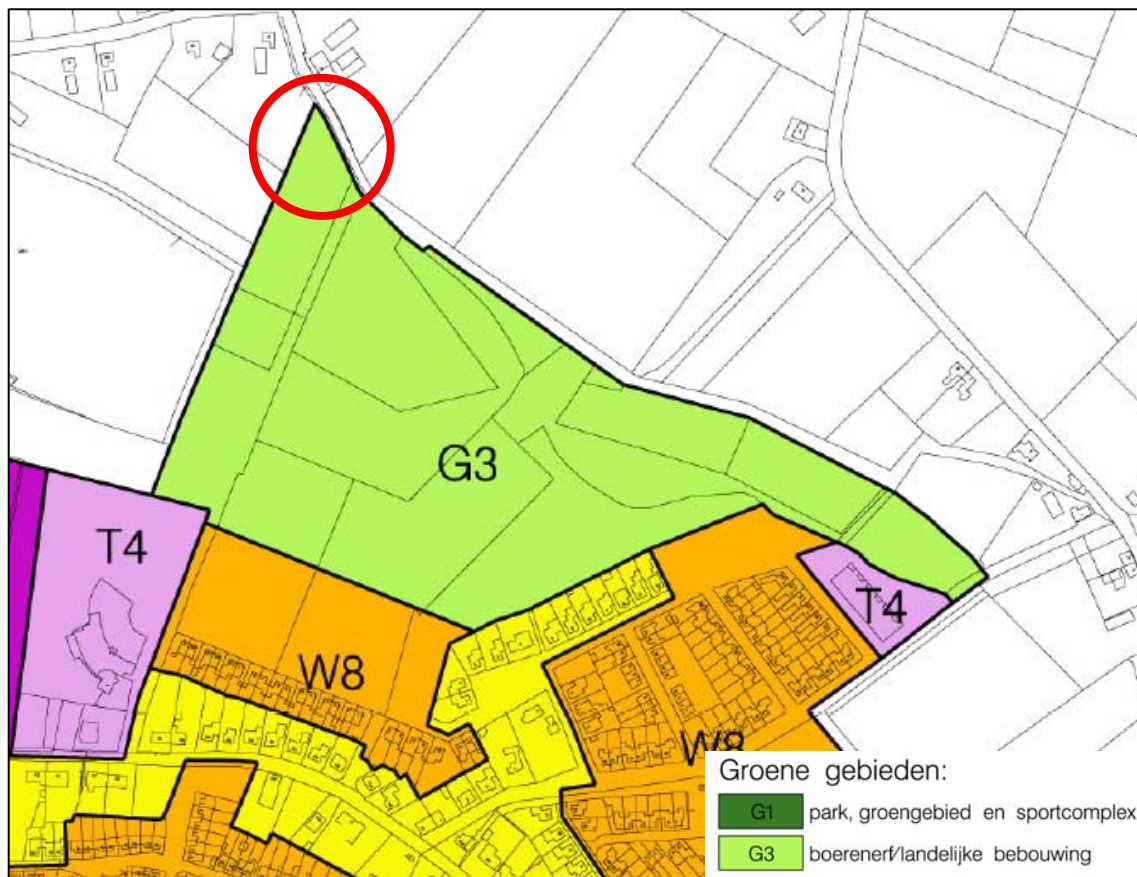 G3
T4
T4
W8
W8
Groene gebieden:
G1 park, groengebied en sportcomplex
G3 boerenerf/landelijke bebouwing